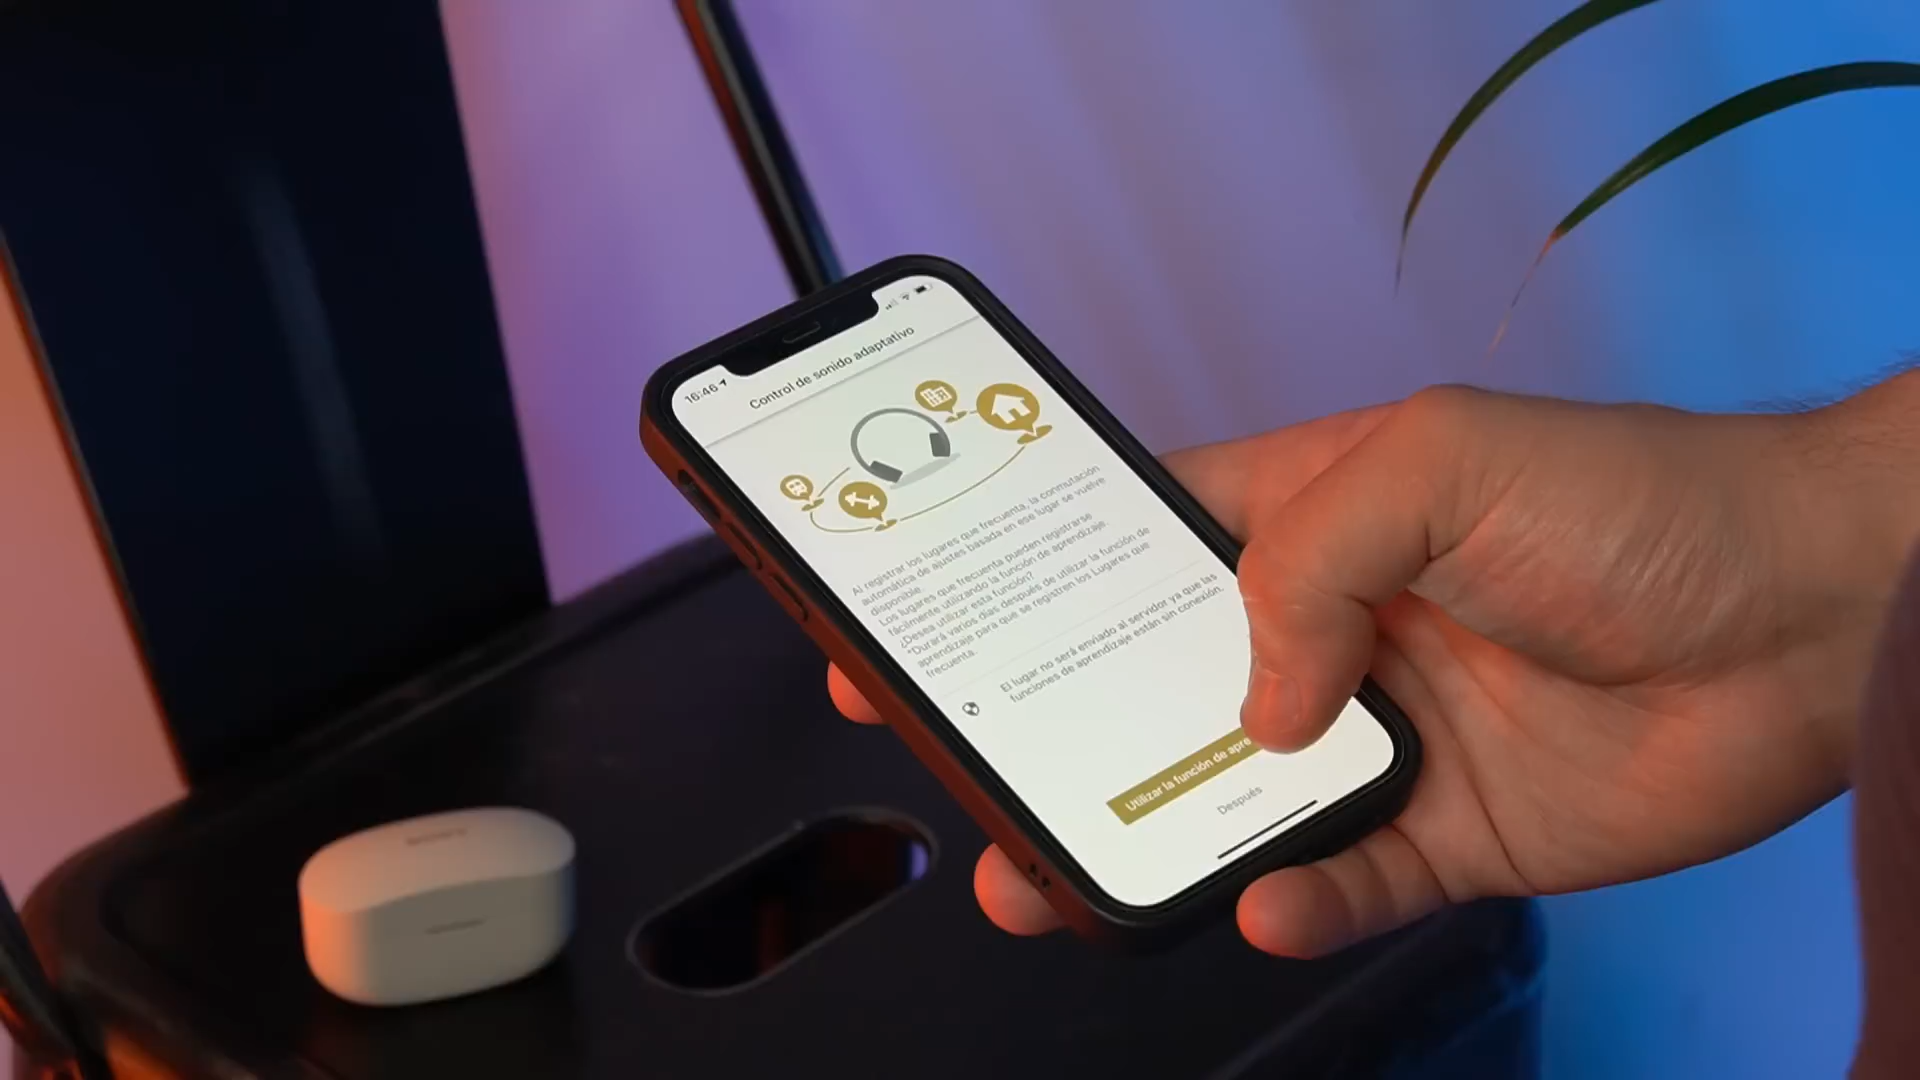 16:46
Control de sonido adaptativo
Al registrar los lugares que frecuenta, la conmutación
automática de ajustes basada en ese lugar se vuelve
disponible.
Los lugares que frecuenta pueden registrarse
fácilmente utilizando la función de aprendizaje.
¿Desea utilizar esta función?
*Durará varios días después de utilizar la función de
aprendizaje para que se registren los Lugares que
frecuenta.
El lugar no será enviado al servidor ya que las
funciones de aprendizaje están sin conexión.
Utilizar la función de apre
Después
SONY